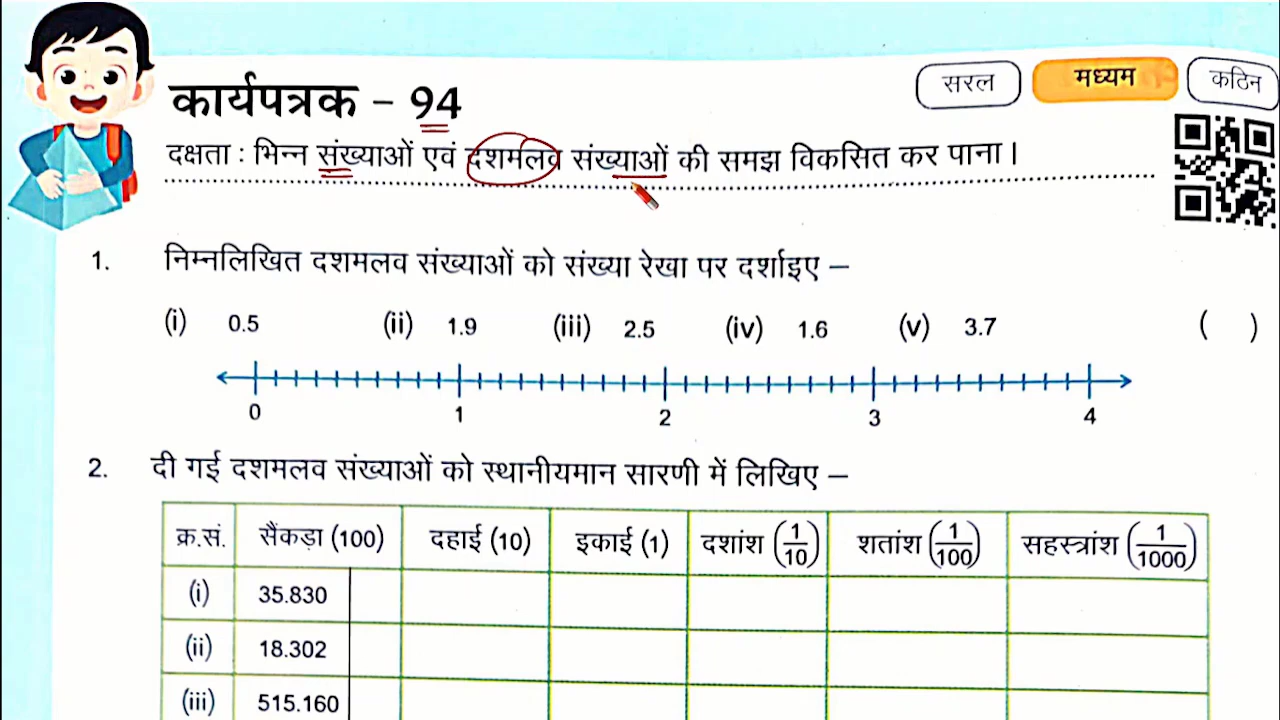 सरल मध्यम कठिन
कार्यपत्रक – 94
दक्षता : भिन्न संख्याओं एवं दशमलव संख्याओं की समझ विकसित कर पाना।
1. निम्नलिखित दशमलव संख्याओं को संख्या रेखा पर दर्शाइए –
(i) 0.5 (ii) 1.9 (iii) 2.5 (iv) 1.6 (v) 3.7 ( )
0 1 2 3 4
2. दी गई दशमलव संख्याओं को स्थानीयमान सारणी में लिखिए –
क्र.सं. सैंकड़ा (100) दहाई (10) इकाई (1) दशांश (1/10) शतांश (1/100) सहस्त्रांश (1/1000)
(i) 35.830
(ii) 18.302
(iii) 515.160